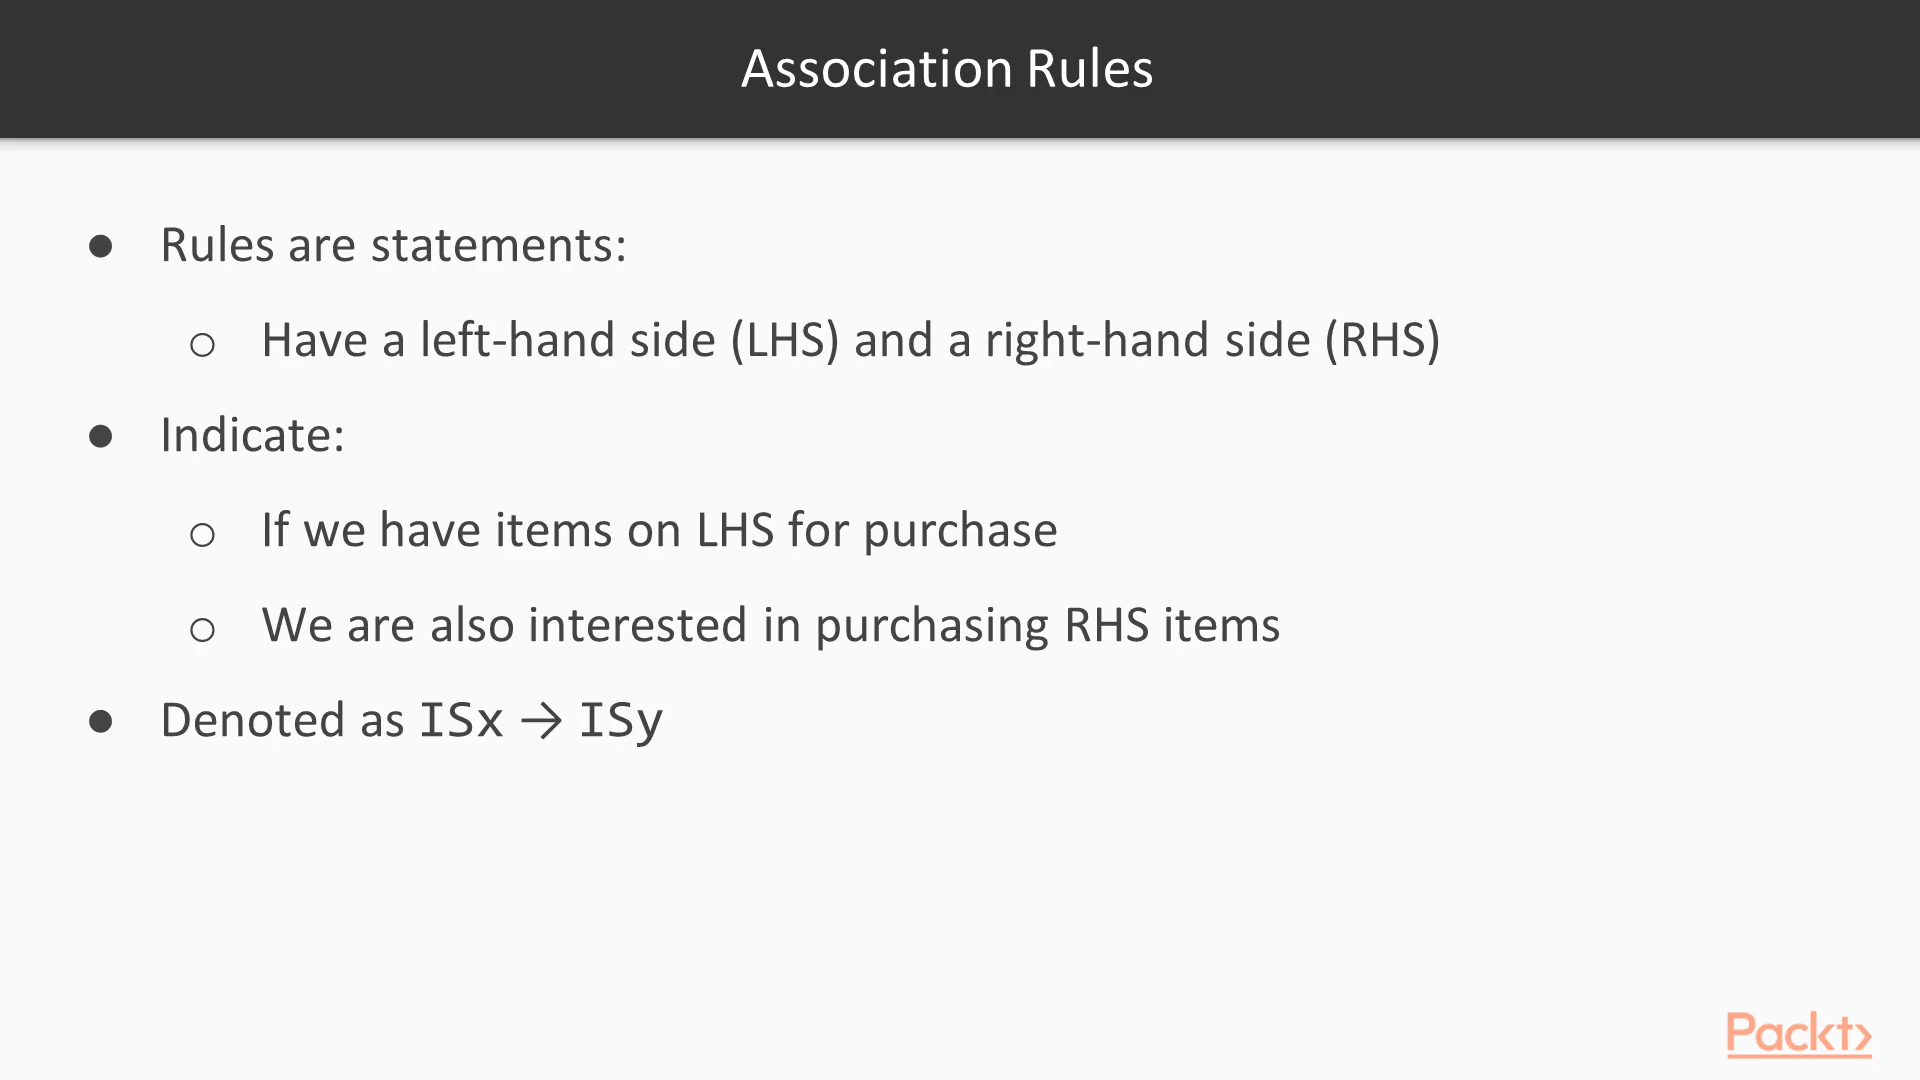 Association Rules
● Rules are statements:
○ Have a left-hand side (LHS) and a right-hand side (RHS)
● Indicate:
○ If we have items on LHS for purchase
○ We are also interested in purchasing RHS items
● Denoted as ISx → ISy
Packt>